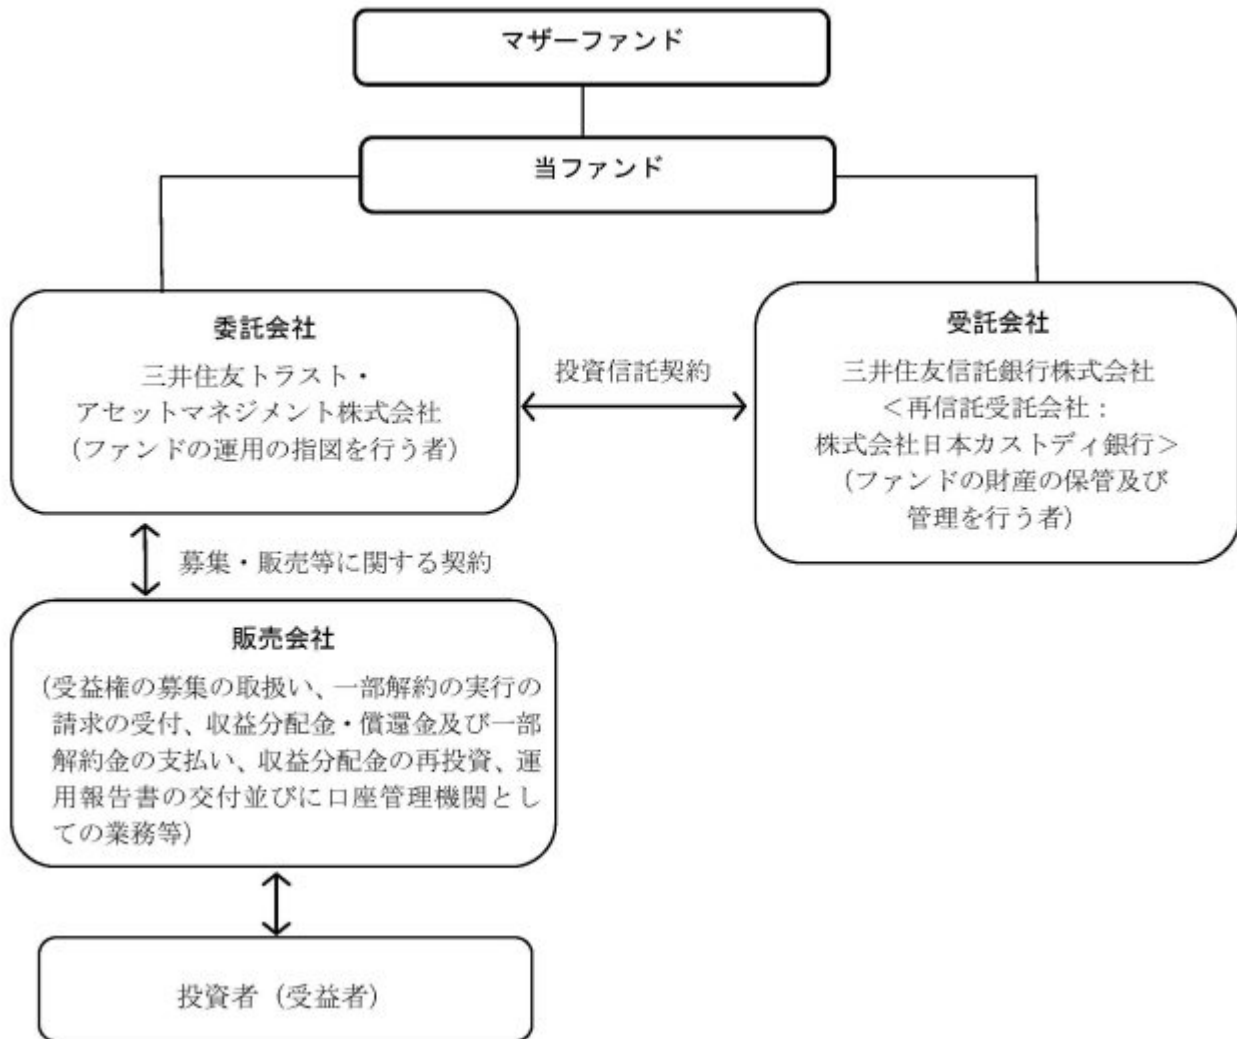 マザーファンド
当ファンド
委託会社
三井住友トラスト・
アセットマネジメント株式会社
（ファンドの運用の指図を行う者）
投資信託契約
受託会社
三井住友信託銀行株式会社
＜再信託受託会社：
株式会社日本カストディ銀行＞
（ファンドの財産の保管及び
管理を行う者）
募集・販売等に関する契約
販売会社
（受益権の募集の取扱い、一部解約の実行の
請求の受付、収益分配金・償還金及び一部
解約金の支払い、収益分配金の再投資、運
用報告書の交付並びに口座管理機関とし
ての業務等）
投資者（受益者）